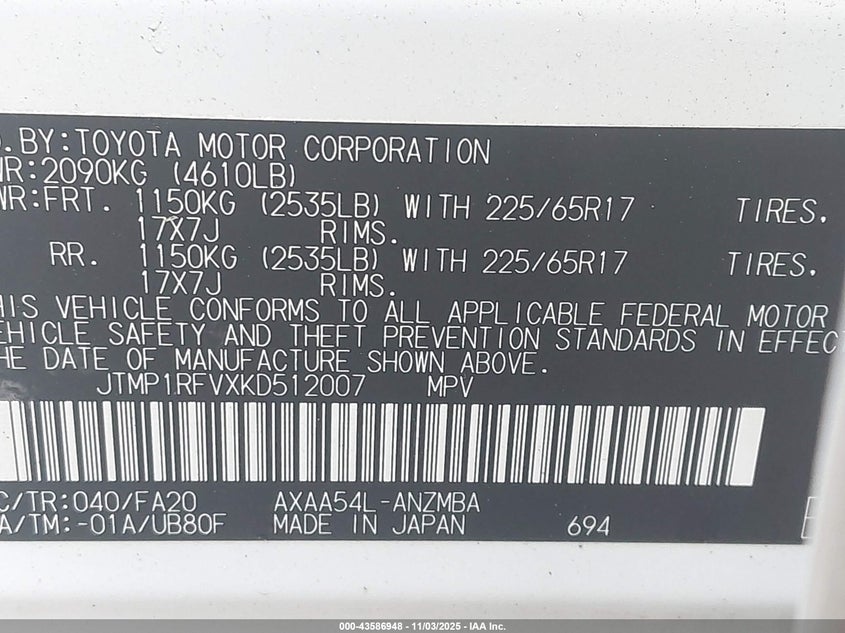 . BY: TOYOTA MOTOR CORPORATION
WR: 2090KG (4610LB)
WR: FRT. 1150KG (2535LB) WITH 225/65R17 TIRES.
17X7J RIMS.
RR. 1150KG (2535LB) WITH 225/65R17 TIRES.
17X7J RIMS.
HIS VEHICLE CONFORMS TO ALL APPLICABLE FEDERAL MOTOR
EHICLE SAFETY AND THEFT PREVENTION STANDARDS IN EFFECT
HE DATE OF MANUFACTURE SHOWN ABOVE.
JTMP1RFVXKD512007 MPV
C/TR: 040/FA20 AXAA54L-ANZMBA
A/TM: -01A/UB80F MADE IN JAPAN 694
000-43586948 - 11/03/2025 - IAA Inc.